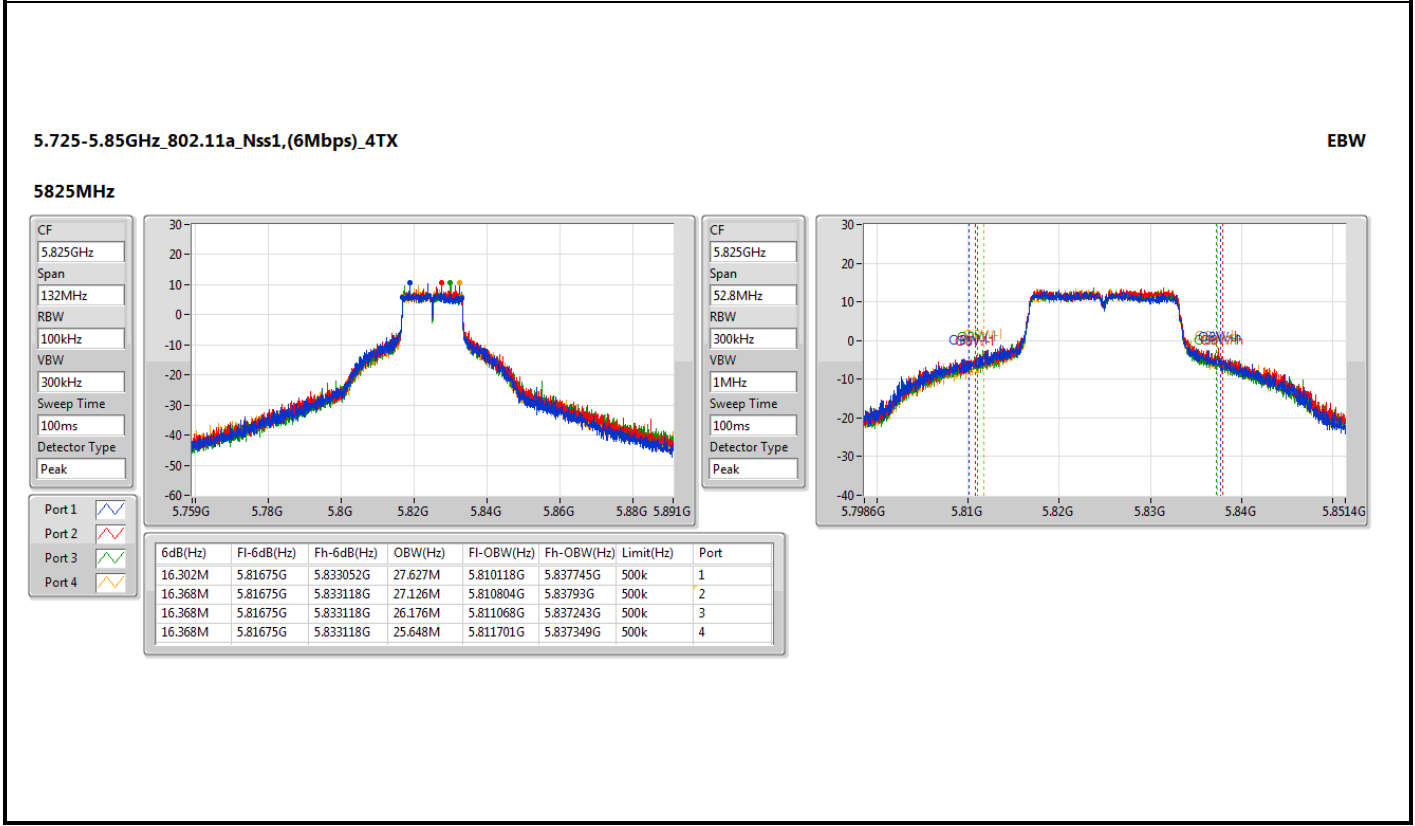 5.725-5.85GHz_802.11a_Nss1,(6Mbps)_4TX EBW
5825MHz
CF
5.825GHz
Span
132MHz
RBW
100kHz
VBW
300kHz
Sweep Time
100ms
Detector Type
Peak
Port 1
Port 2
Port 3
Port 4
30
20
10
0
-10
-20
-30
-40
-50
-60
5.759G 5.78G 5.8G 5.82G 5.84G 5.86G 5.88G 5.891G
CF
5.825GHz
Span
52.8MHz
RBW
300kHz
VBW
1MHz
Sweep Time
100ms
Detector Type
Peak
30
20
10
0
-10
-20
-30
-40
5.7986G 5.81G 5.82G 5.83G 5.84G 5.8514G
6dB(Hz) Fl-6dB(Hz) Fh-6dB(Hz) OBW(Hz) Fl-OBW(Hz) Fh-OBW(Hz) Limit(Hz) Port
16.302M 5.81675G 5.833052G 27.627M 5.810118G 5.837745G 500k 1
16.368M 5.81675G 5.833118G 27.126M 5.810804G 5.83793G 500k 2
16.368M 5.81675G 5.833118G 26.176M 5.811068G 5.837243G 500k 3
16.368M 5.81675G 5.833118G 25.648M 5.811701G 5.837349G 500k 4